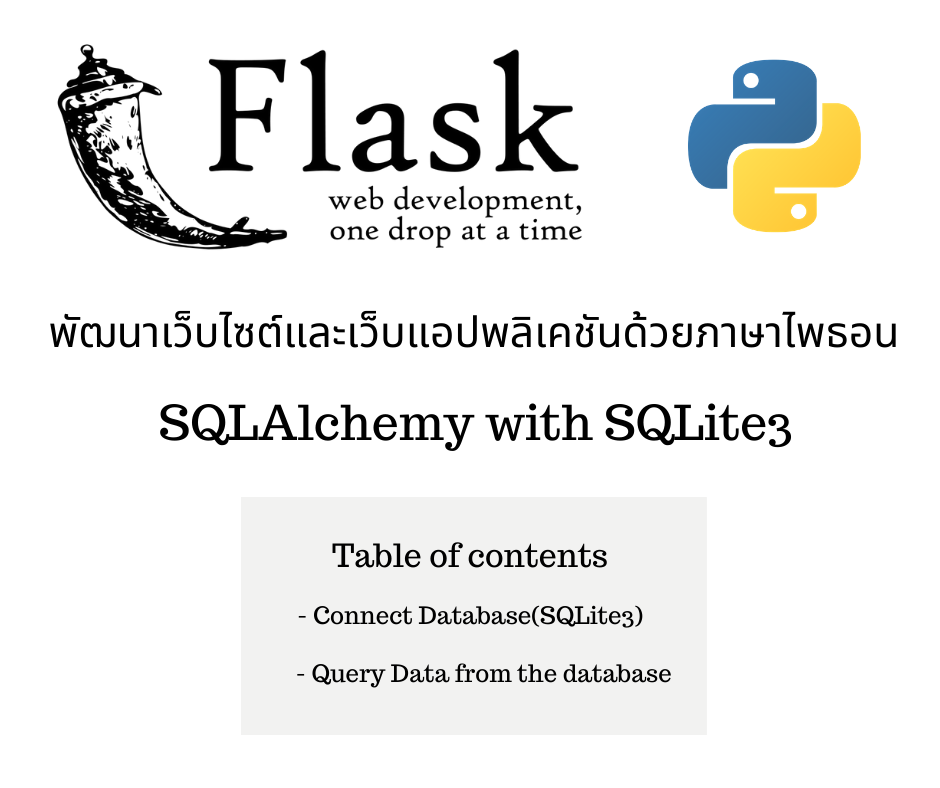 Flask
web development,
one drop at a time
พัฒนาเว็บไซต์และเว็บแอปพลิเคชันด้วยภาษาไพธอน
SQLAlchemy with SQLite3
Table of contents
- Connect Database(SQLite3)
- Query Data from the database